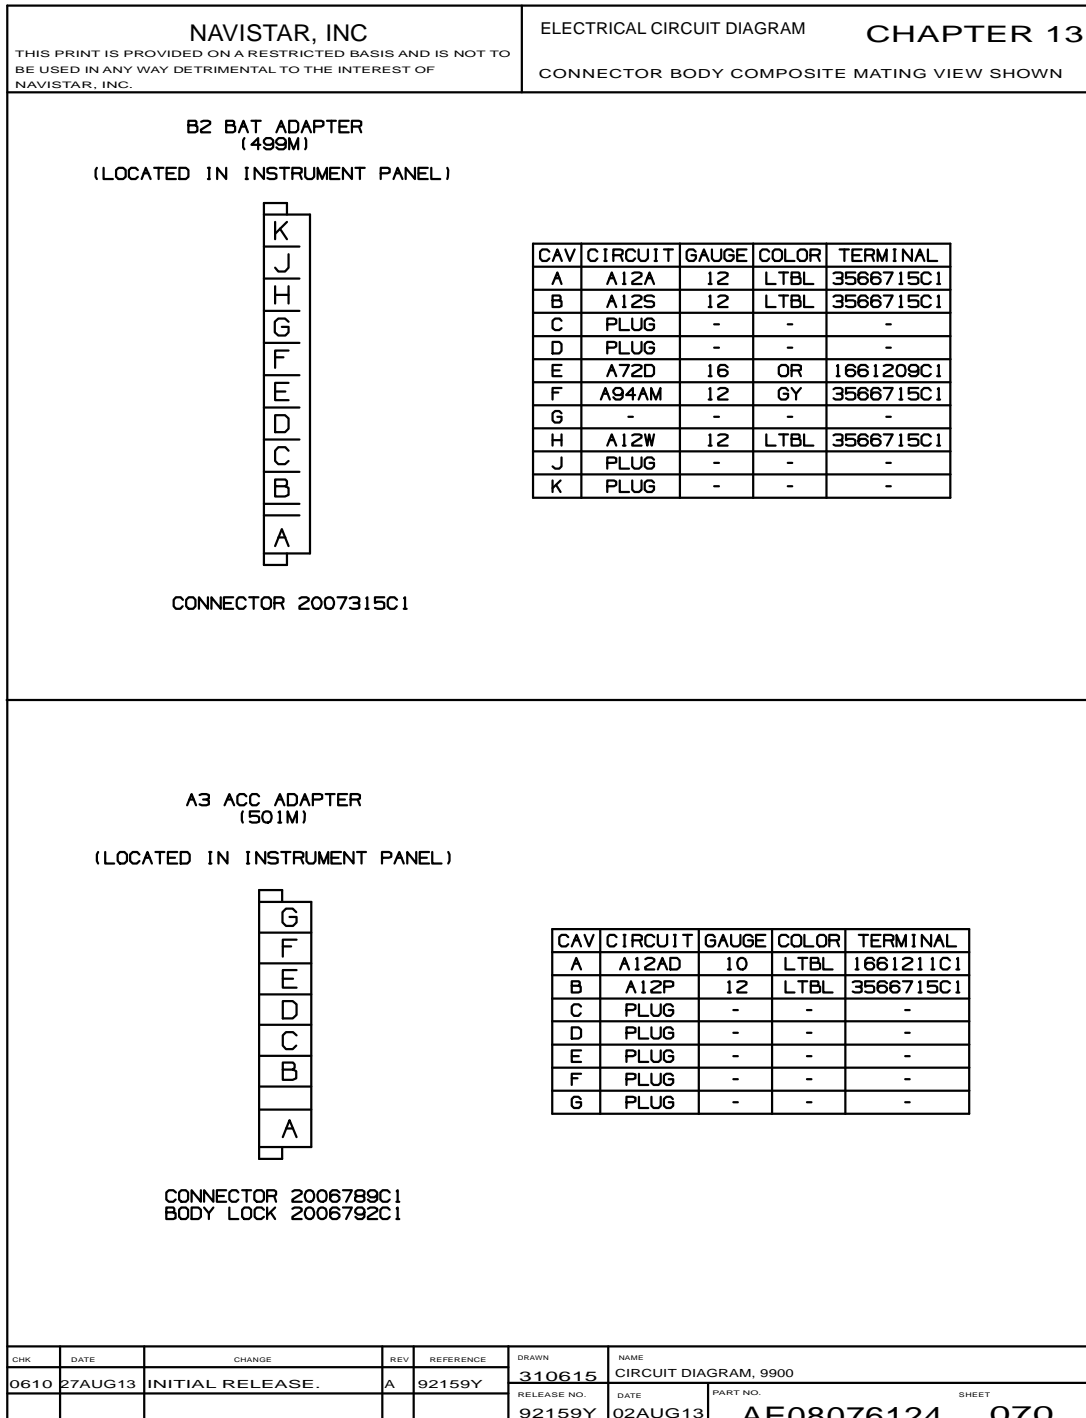 NAVISTAR, INC
THIS PRINT IS PROVIDED ON A RESTRICTED BASIS AND IS NOT TO
BE USED IN ANY WAY DETRIMENTAL TO THE INTEREST OF
NAVISTAR, INC.
ELECTRICAL CIRCUIT DIAGRAM CHAPTER 13
CONNECTOR BODY COMPOSITE MATING VIEW SHOWN
B2 BAT ADAPTER
(499M)
(LOCATED IN INSTRUMENT PANEL)
K
J
H
G
F
E
D
C
B
A
CONNECTOR 2007315C1
CAV CIRCUIT GAUGE COLOR TERMINAL
A A12A 12 LTBL 3566715C1
B A12S 12 LTBL 3566715C1
C PLUG - - -
D PLUG - - -
E A72D 16 OR 1661209C1
F A94AM 12 GY 3566715C1
G - - - -
H A12W 12 LTBL 3566715C1
J PLUG - - -
K PLUG - - -
A3 ACC ADAPTER
(501M)
(LOCATED IN INSTRUMENT PANEL)
G
F
E
D
C
B
A
CONNECTOR 2006789C1
BODY LOCK 2006792C1
CAV CIRCUIT GAUGE COLOR TERMINAL
A A12AD 10 LTBL 1661211C1
B A12P 12 LTBL 3566715C1
C PLUG - - -
D PLUG - - -
E PLUG - - -
F PLUG - - -
G PLUG - - -
CHK DATE CHANGE REV REFERENCE
0610 27AUG13 INITIAL RELEASE. A 92159Y
DRAWN
310615
NAME
CIRCUIT DIAGRAM, 9900
RELEASE NO.
92159Y
DATE
02AUG13
PART NO.
AE08076124
SHEET
070